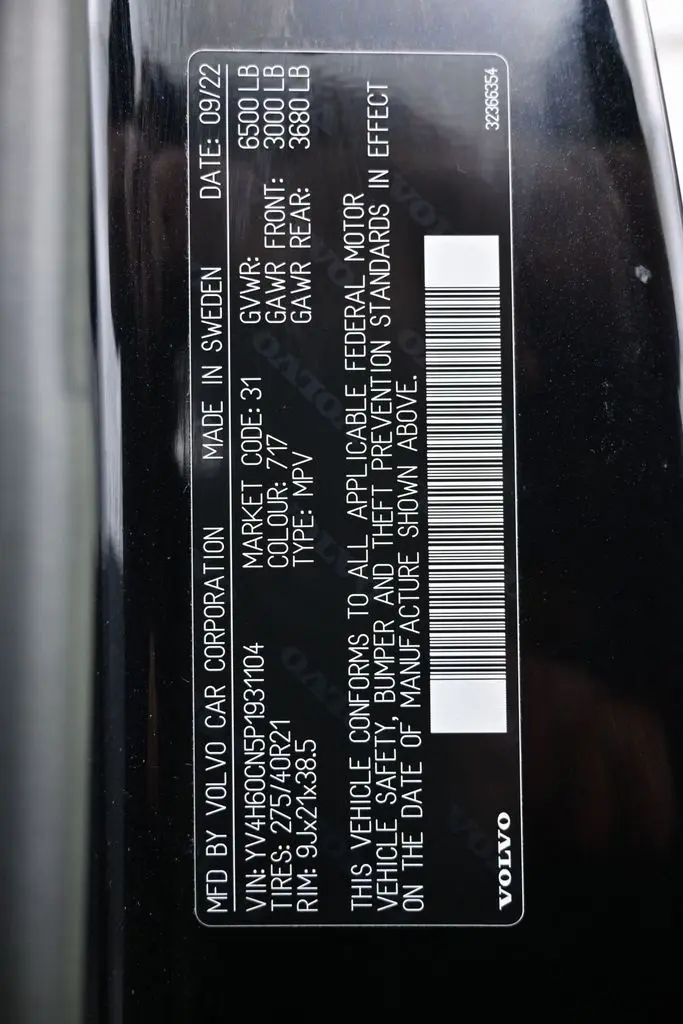 MFD BY VOLVO CAR CORPORATION MADE IN SWEDEN DATE: 09/22
VIN: YV4H60CN5P1931104 MARKET CODE: 31 GVWR: 6500 LB
TIRES: 275/40R21 COLOUR: 717 GAWR FRONT: 3000 LB
RIM: 9Jx21x38.5 TYPE: MPV GAWR REAR: 3680 LB
THIS VEHICLE CONFORMS TO ALL APPLICABLE FEDERAL MOTOR
VEHICLE SAFETY, BUMPER AND THEFT PREVENTION STANDARDS IN EFFECT
ON THE DATE OF MANUFACTURE SHOWN ABOVE.
VOLVO 32366354